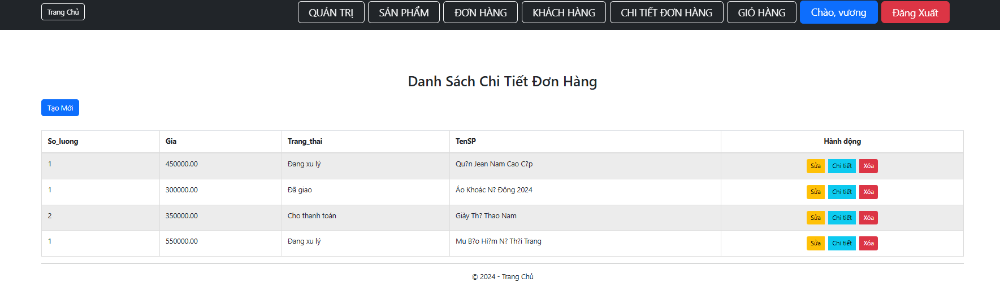 Trang Chủ QUẢN TRỊ SẢN PHẨM ĐƠN HÀNG KHÁCH HÀNG CHI TIẾT ĐƠN HÀNG GIỎ HÀNG Chào, vương Đăng Xuất
Danh Sách Chi Tiết Đơn Hàng
Tạo Mới
So_luong Gia Trang_thai TenSP Hành động
1 450000.00 Đang xu lý Qu?n Jean Nam Cao C?p Sửa Chi tiết Xóa
1 300000.00 Đã giao Áo Khoác N? Đông 2024 Sửa Chi tiết Xóa
2 350000.00 Cho thanh toán Giày Th? Thao Nam Sửa Chi tiết Xóa
1 550000.00 Đang xu lý Mu B?o Hi?m N? Th?i Trang Sửa Chi tiết Xóa
© 2024 - Trang Chủ